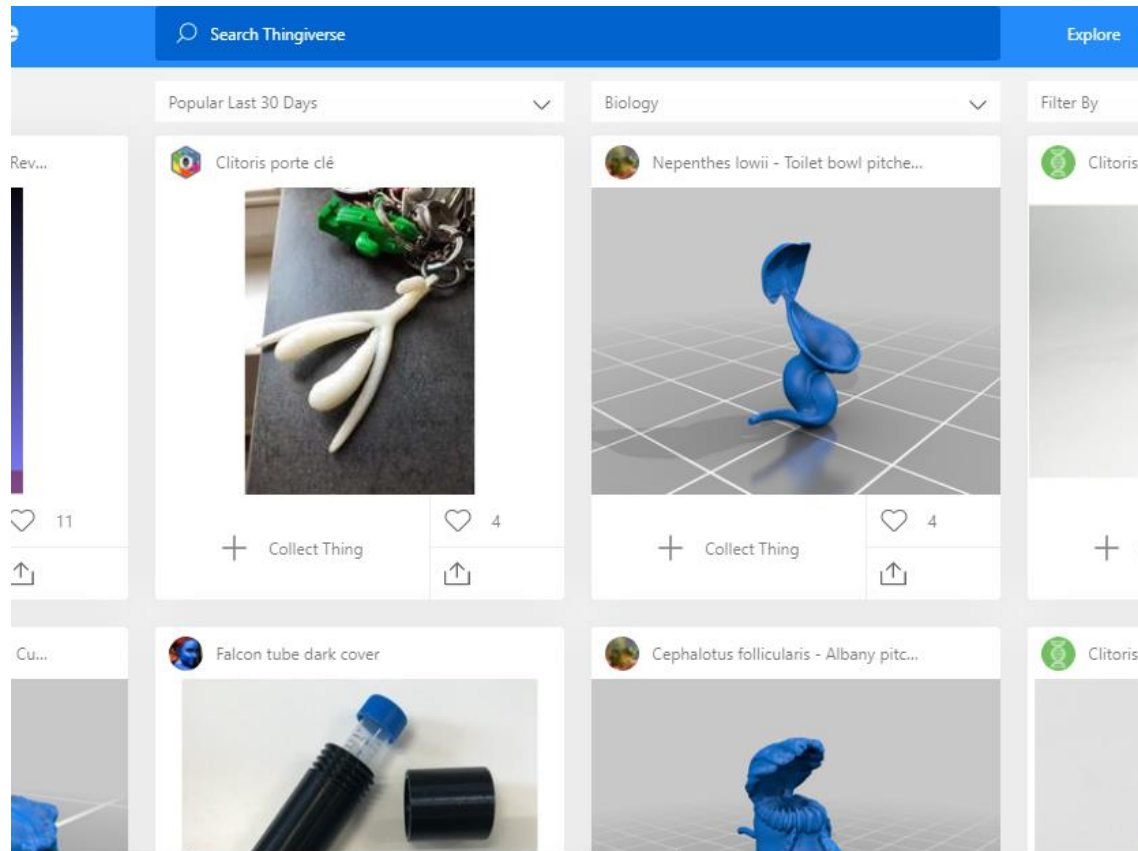 e
Search Thingiverse
Explore
Popular Last 30 Days
Biology
Filter By
Rev...
Clitoris porte clé
Nepenthes lowii - Toilet bowl pitche...
Clitoris
11
Collect Thing
4
Collect Thing
4
Cu...
Falcon tube dark cover
Cephalotus follicularis - Albany pitc...
Clitoris